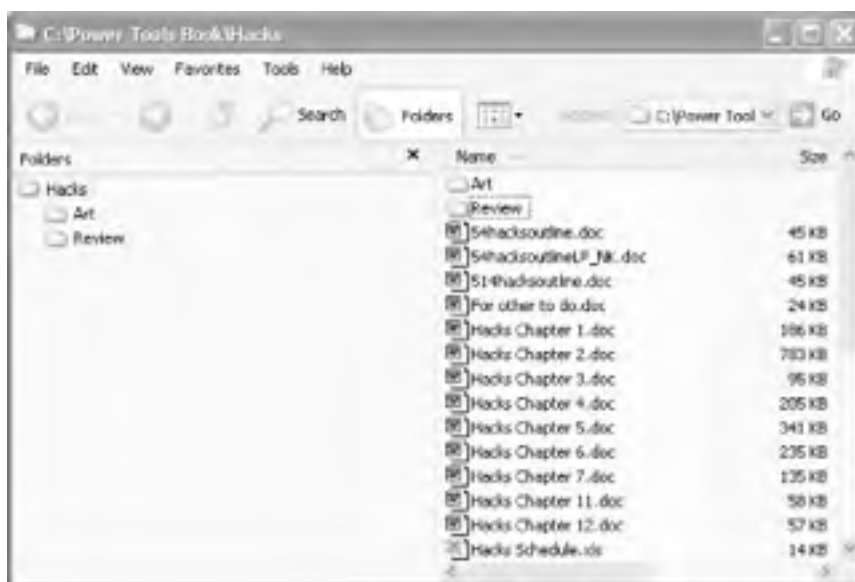 C:\Power Tools Book\Hacks
File Edit View Favorites Tools Help
Search Folders C:\Power Tool Go
Folders
Hacks
Art
Review
Name Size
Art
Review
54hacksoutline.doc 45 KB
54hacksoutlineLP_NK.doc 61 KB
514hacksoutline.doc 45 KB
For other to do.doc 24 KB
Hacks Chapter 1.doc 186 KB
Hacks Chapter 2.doc 783 KB
Hacks Chapter 3.doc 95 KB
Hacks Chapter 4.doc 205 KB
Hacks Chapter 5.doc 341 KB
Hacks Chapter 6.doc 235 KB
Hacks Chapter 7.doc 135 KB
Hacks Chapter 11.doc 58 KB
Hacks Chapter 12.doc 57 KB
Hacks Schedule.xls 14 KB